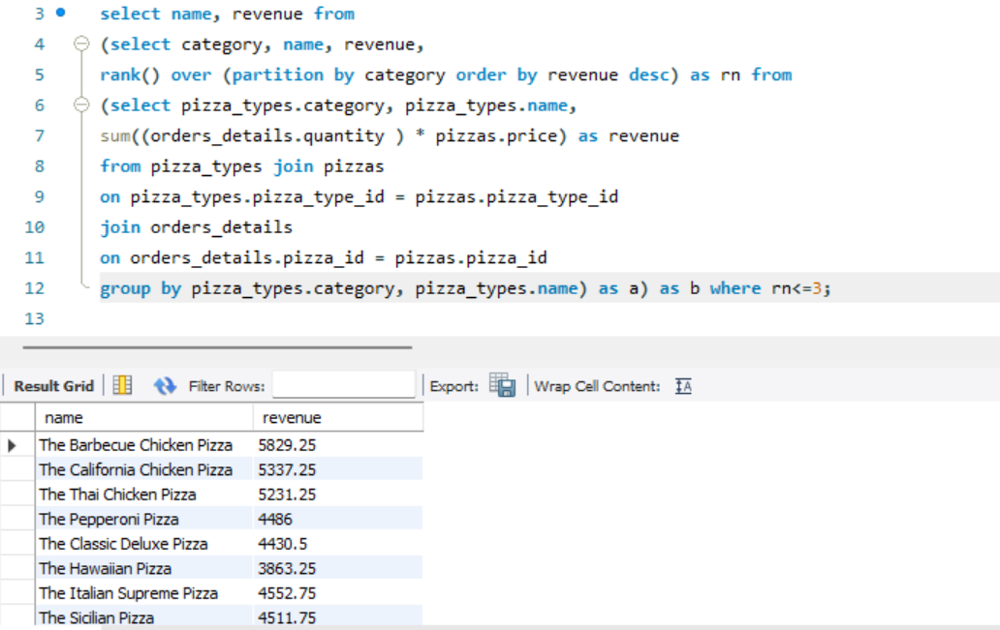 3 select name, revenue from
4 (select category, name, revenue,
5 rank() over (partition by category order by revenue desc) as rn from
6 (select pizza_types.category, pizza_types.name,
7 sum((orders_details.quantity ) * pizzas.price) as revenue
8 from pizza_types join pizzas
9 on pizza_types.pizza_type_id = pizzas.pizza_type_id
10 join orders_details
11 on orders_details.pizza_id = pizzas.pizza_id
12 group by pizza_types.category, pizza_types.name) as a) as b where rn<=3;
13
Result Grid Filter Rows: Export: Wrap Cell Content: IA
name revenue
The Barbecue Chicken Pizza 5829.25
The California Chicken Pizza 5337.25
The Thai Chicken Pizza 5231.25
The Pepperoni Pizza 4486
The Classic Deluxe Pizza 4430.5
The Hawaiian Pizza 3863.25
The Italian Supreme Pizza 4552.75
The Sicilian Pizza 4511.75